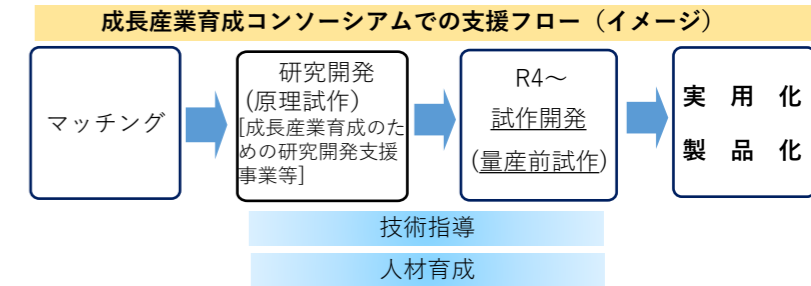 成長産業育成コンソーシアムでの支援フロー（イメージ）
マッチング
研究開発
(原理試作)
[成長産業育成のた
めの研究開発支援
事業等]
R4～
試作開発
(量産前試作)
実用化
製品化
技術指導
人材育成